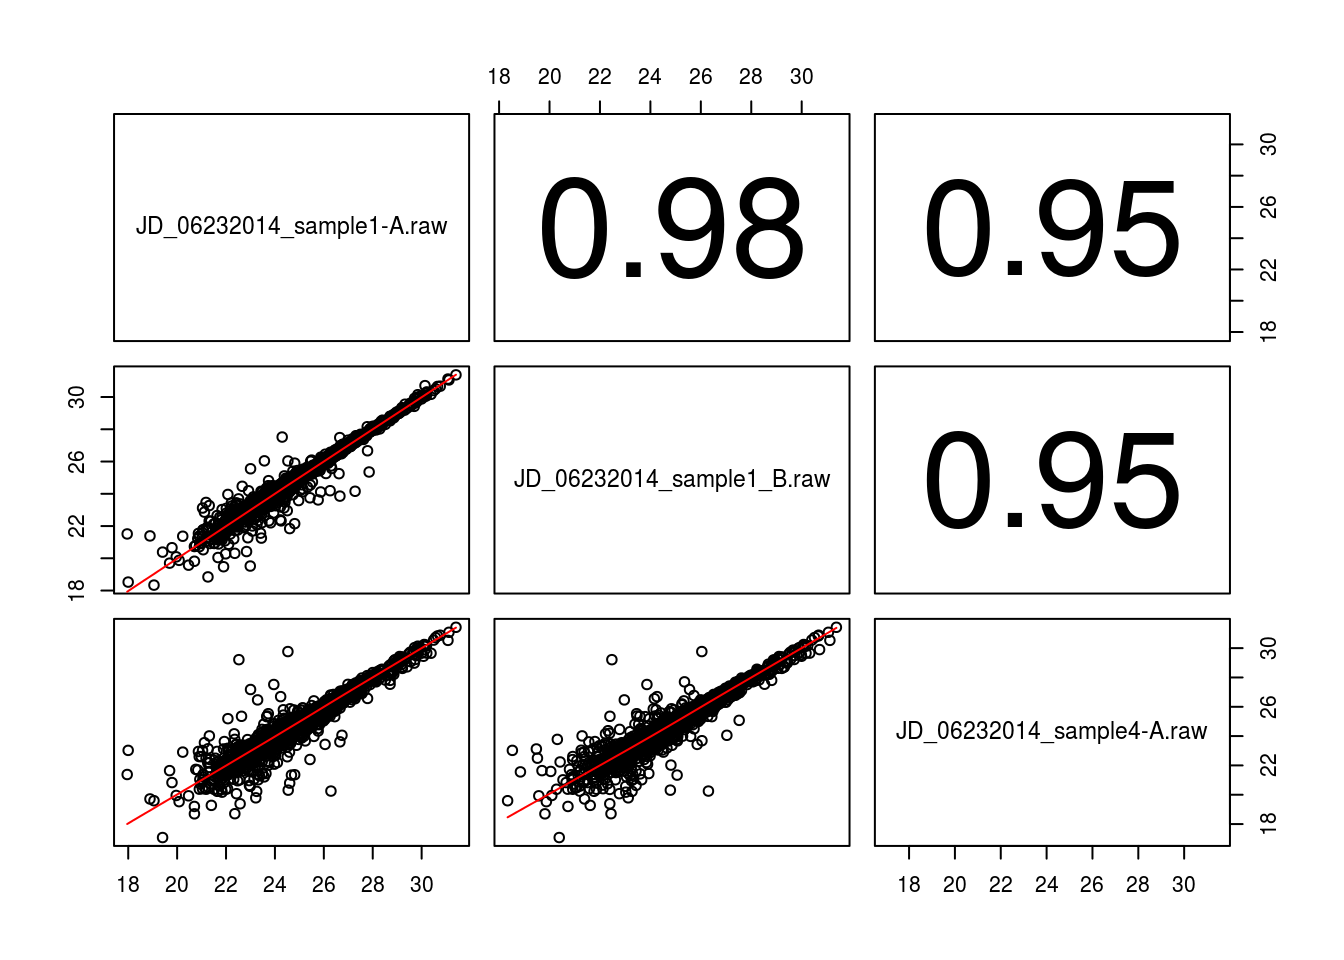 18 20 22 24 26 28 30
JD_06232014_sample1-A.raw
0.98
0.95
18 22 26 30
18 22 26 30
JD_06232014_sample1_B.raw
0.95
JD_06232014_sample4-A.raw
18 22 26 30
18 20 22 24 26 28 30
18 20 22 24 26 28 30